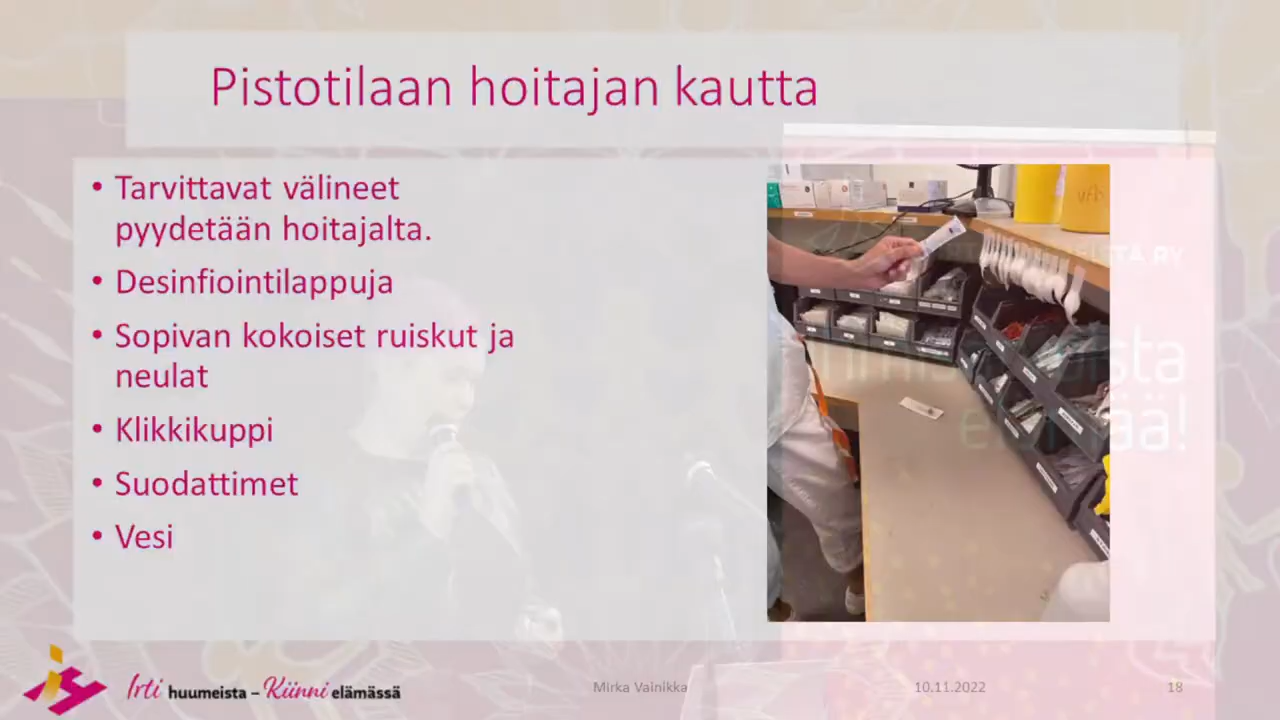 Pistotilaan hoitajan kautta
• Tarvittavat välineet
pyydetään hoitajalta.
• Desinfiointilappuja
• Sopivan kokoiset ruiskut ja
neulat
• Klikkikuppi
• Suodattimet
• Vesi
vfb
Irti huumeista – Kiinni elämässä
Mirka Vainikka
10.11.2022
18